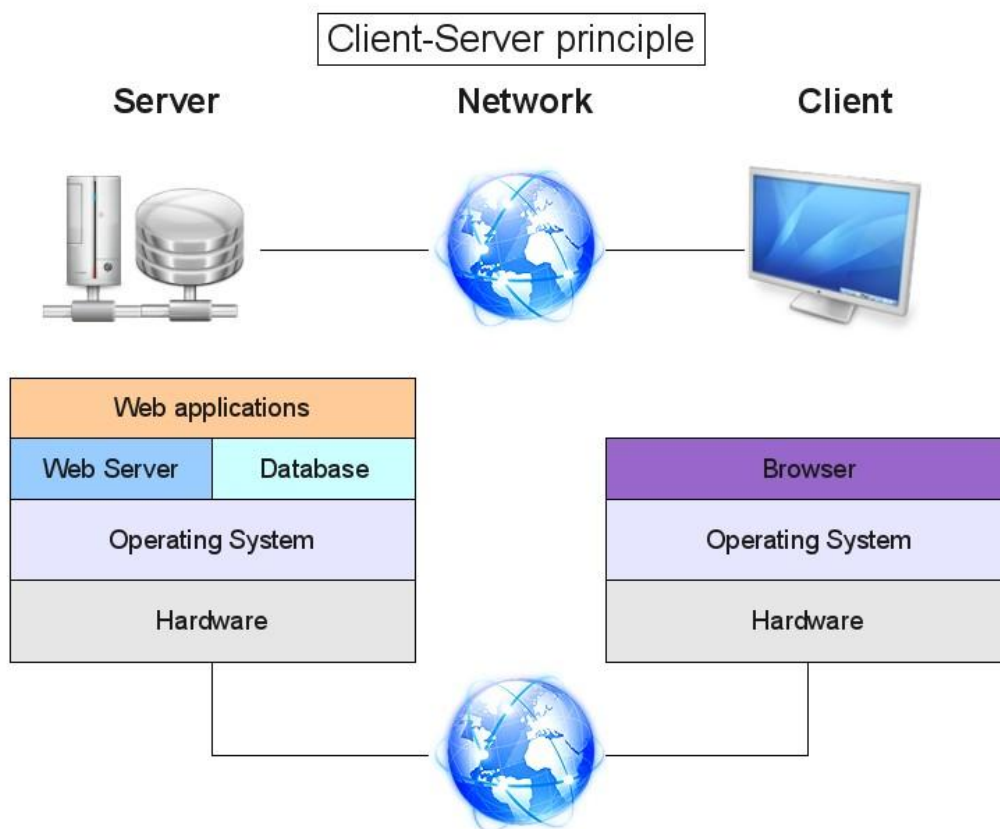 Client-Server principle
Server Network Client
Web applications
Web Server Database Browser
Operating System Operating System
Hardware Hardware